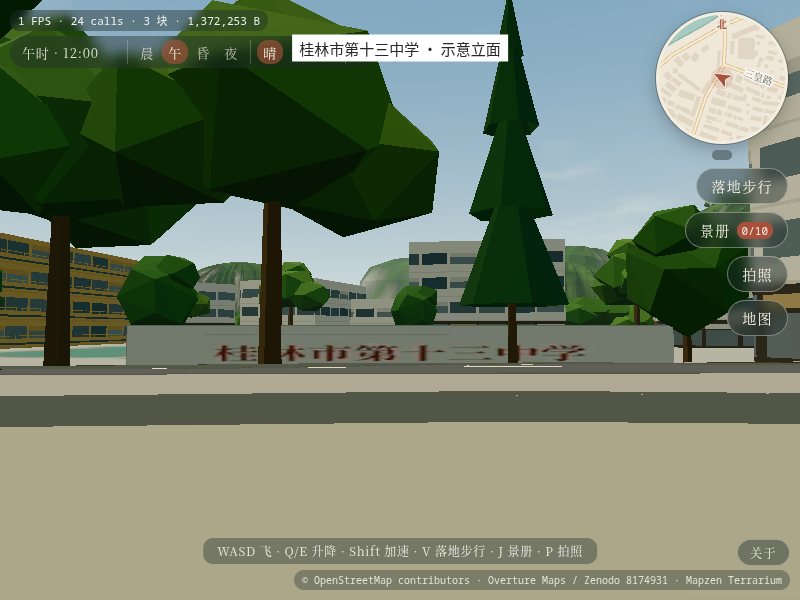 1 FPS · 24 calls · 3 块 · 1,372,253 B
午时 · 12:00 晨 午 昏 夜 晴
桂林市第十三中学 · 示意立面
北
三皇路
落地步行
景册 0/10
拍照
地图
桂林市第十三中学
WASD 飞 · Q/E 升降 · Shift 加速 · V 落地步行 · J 景册 · P 拍照
关于
© OpenStreetMap contributors · Overture Maps / Zenodo 8174931 · Mapzen Terrarium